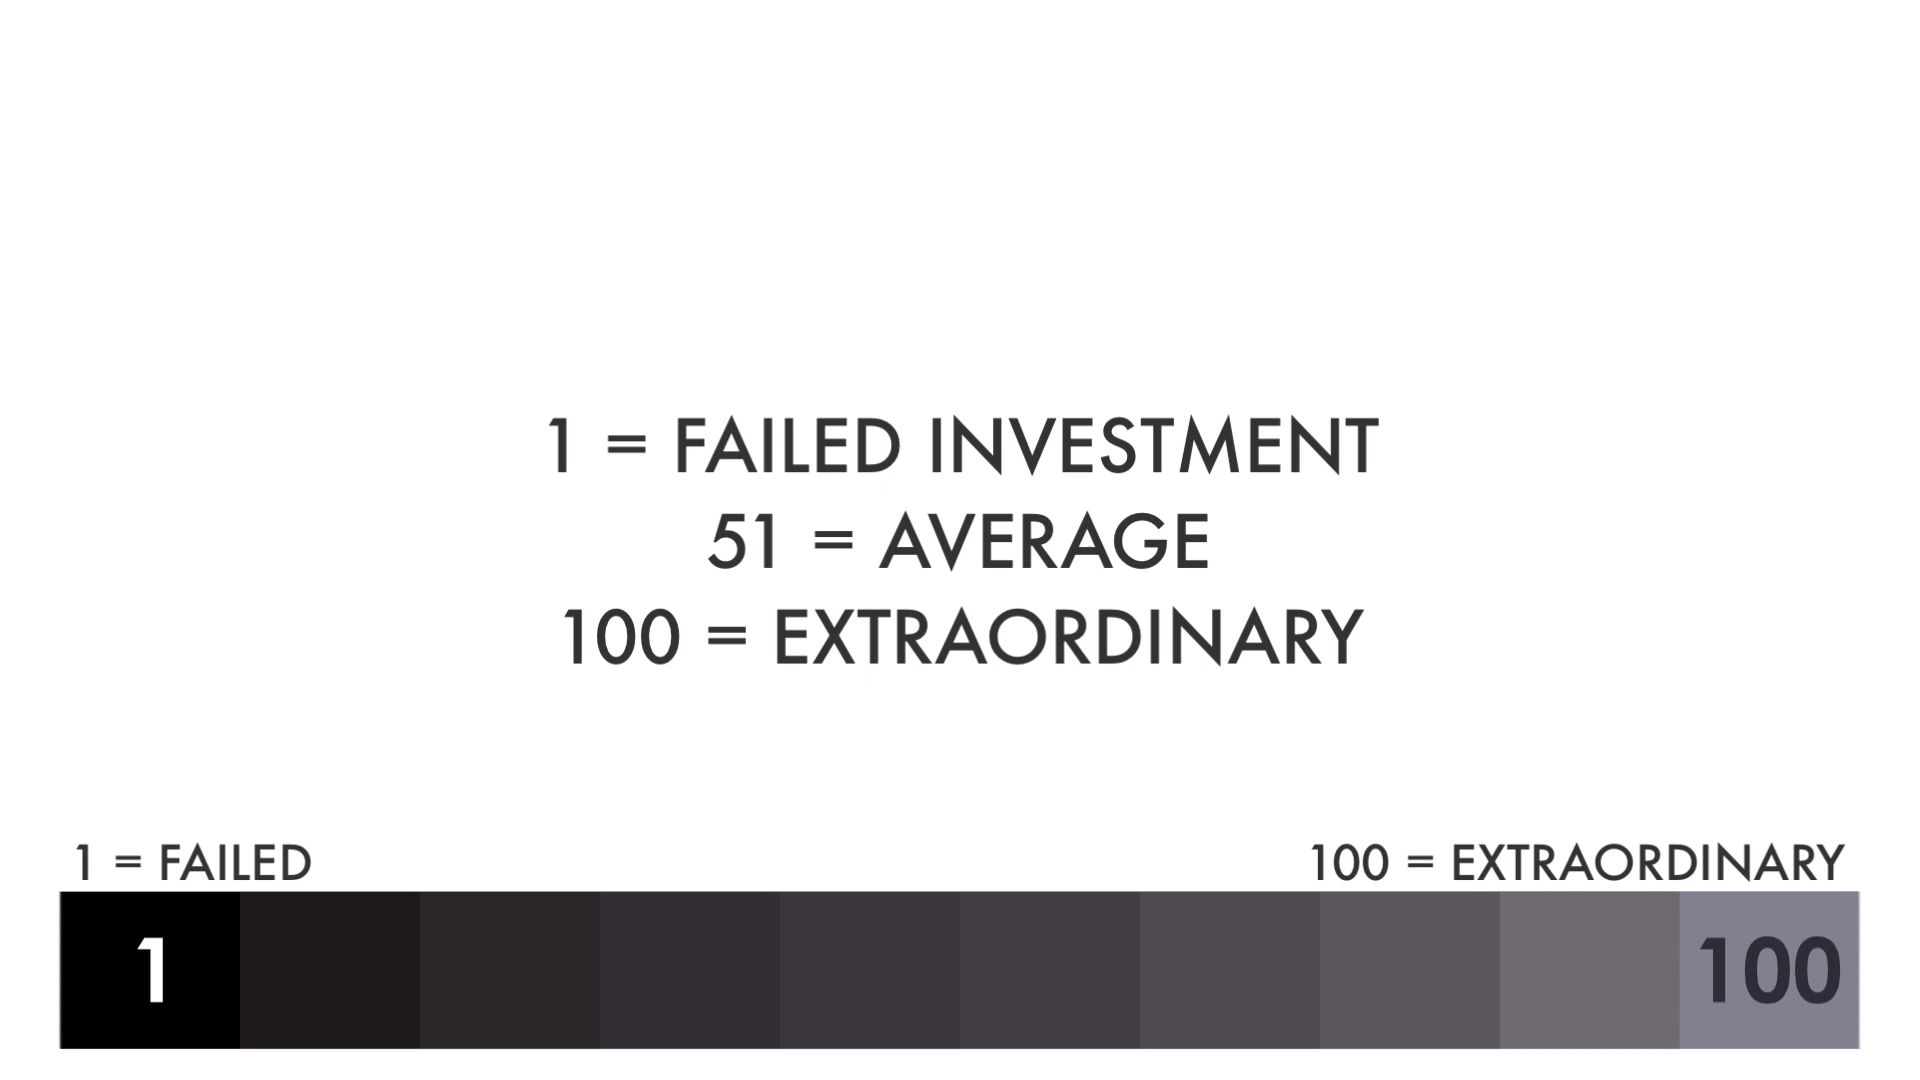 1 = FAILED INVESTMENT
51 = AVERAGE
100 = EXTRAORDINARY
1 = FAILED
100 = EXTRAORDINARY
1
100